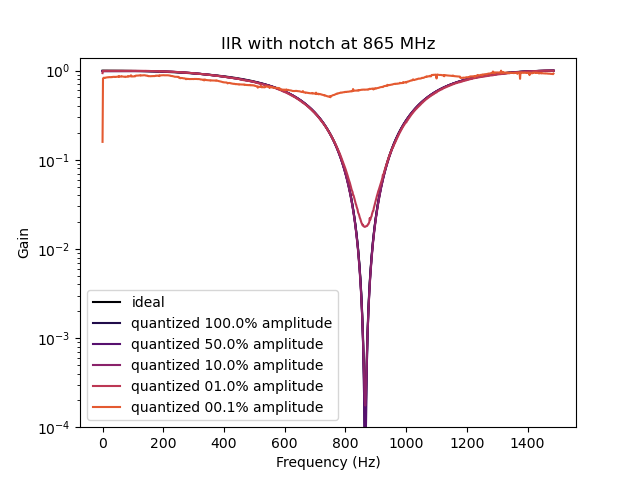 IIR with notch at 865 MHz
Gain
10⁰
10⁻¹
10⁻²
10⁻³
10⁻⁴
ideal
quantized 100.0% amplitude
quantized 50.0% amplitude
quantized 10.0% amplitude
quantized 01.0% amplitude
quantized 00.1% amplitude
0 200 400 600 800 1000 1200 1400
Frequency (Hz)